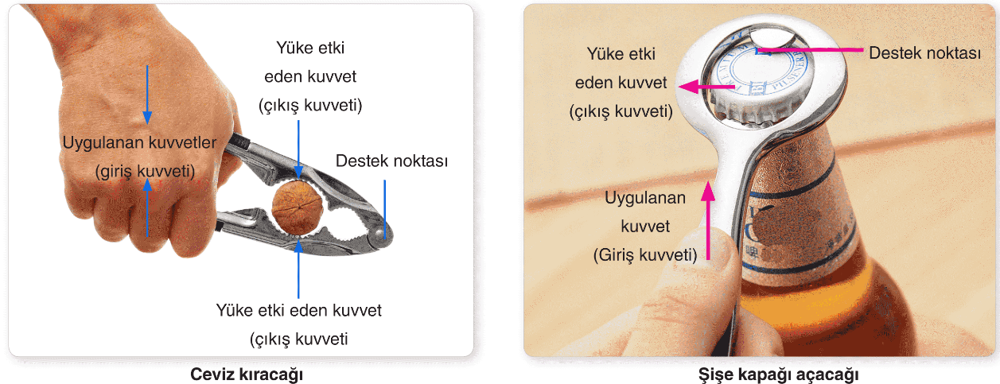 Yüke etki
eden kuvvet
(çıkış kuvveti)
Uygulanan kuvvetler
(giriş kuvveti)
Destek noktası
Yüke etki eden kuvvet
(çıkış kuvveti
Ceviz kıracağı
Yüke etki
eden kuvvet
(çıkış kuvveti)
Destek noktası
PILSENER
Uygulanan
kuvvet
(Giriş kuvveti)
Şişe kapağı açacağı